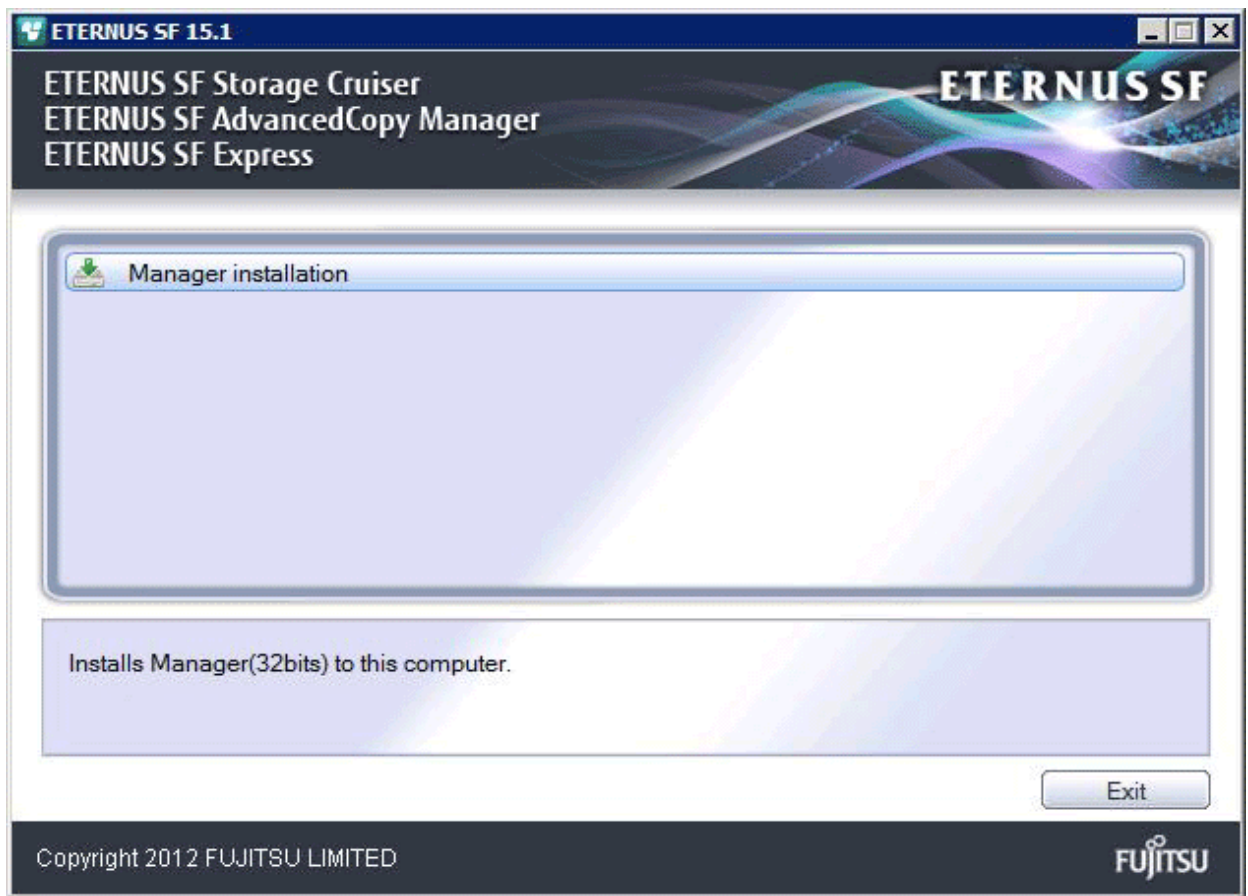 ETERNUS SF 15.1
ETERNUS SF Storage Cruiser
ETERNUS SF AdvancedCopy Manager
ETERNUS SF Express
ETERNUS SF
Manager installation
Installs Manager(32bits) to this computer.
Exit
Copyright 2012 FUJITSU LIMITED
FUJITSU